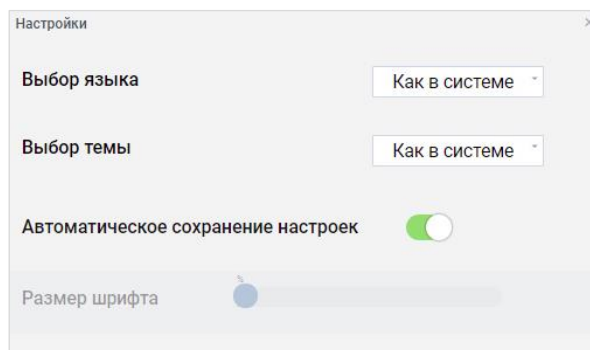 Настройки
Выбор языка
Как в системе
Выбор темы
Как в системе
Автоматическое сохранение настроек
Размер шрифта